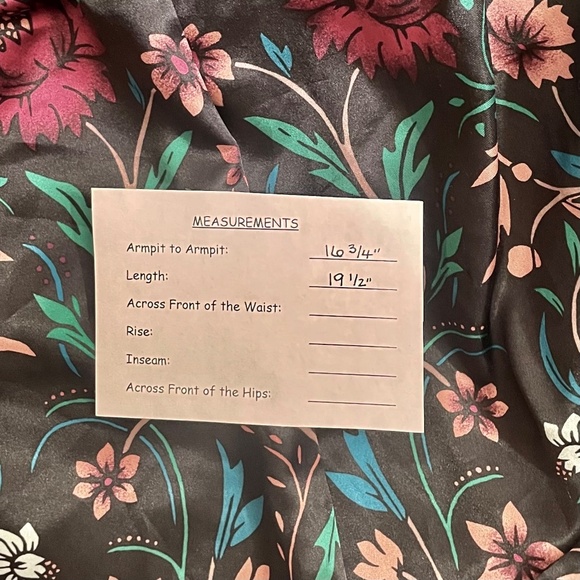 MEASUREMENTS
Armpit to Armpit: 16 3/4"
Length: 19 1/2"
Across Front of the Waist:
Rise:
Inseam:
Across Front of the Hips: